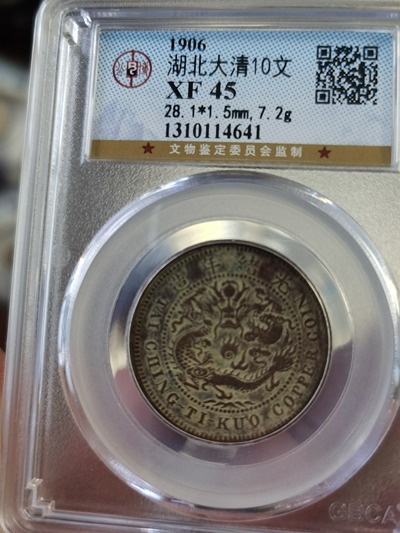 1906
湖北大清10文
XF 45
28.1*1.5mm,7.2g
1310114641
★ 文物鉴定委员会监制 ★
TAI-CHING-TI-KUO COPPER COIN
GBCA